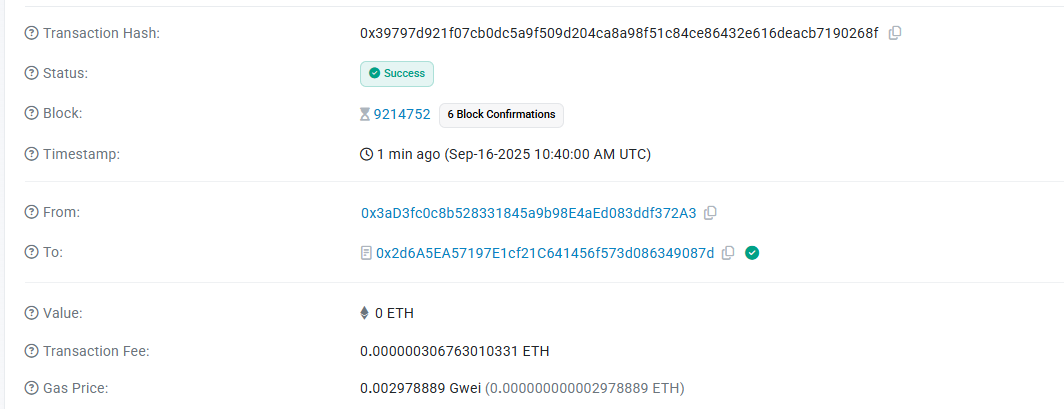 Transaction Hash: 0x39797d921f07cb0dc5a9f509d204ca8a98f51c84ce86432e616deacb7190268f
Status: Success
Block: 9214752 6 Block Confirmations
Timestamp: 1 min ago (Sep-16-2025 10:40:00 AM UTC)
From: 0x3aD3fc0c8b528331845a9b98E4aEd083ddf372A3
To: 0x2d6A5EA57197E1cf21C641456f573d086349087d
Value: 0 ETH
Transaction Fee: 0.000000306763010331 ETH
Gas Price: 0.002978889 Gwei (0.000000000002978889 ETH)